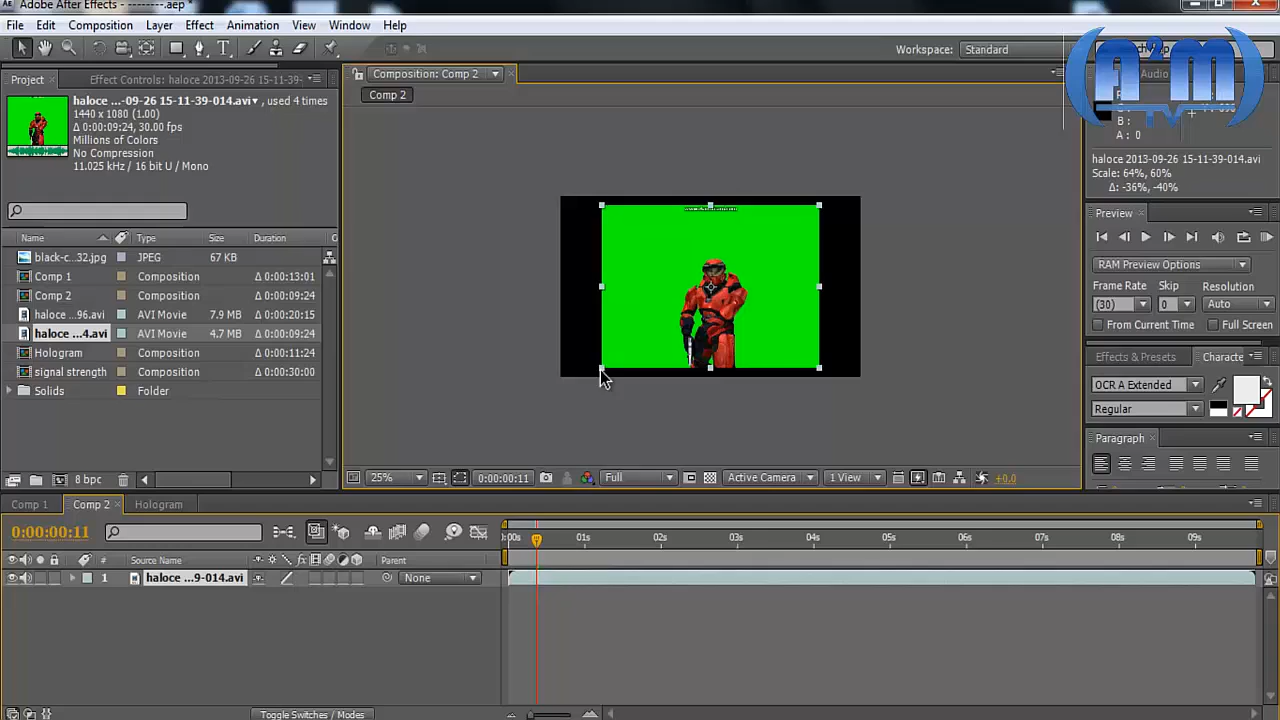 Adobe After Effects - --------.aep *
File Edit Composition Layer Effect Animation View Window Help
Workspace: Standard
A2M
TV
Project Effect Controls: haloce 2013-09-26 15-11-39-
Composition: Comp 2
Audio
Comp 2
haloce ...-09-26 15-11-39-014.avi , used 4 times
1440 x 1080 (1.00)
Δ 0:00:09:24, 30.00 fps
Millions of Colors
No Compression
11.025 kHz / 16 bit U / Mono
B :
A : 0
haloce 2013-09-26 15-11-39-014.avi
Scale: 64%, 60%
Δ: -36%, -40%
Preview
RAM Preview Options
Frame Rate Skip Resolution
(30) 0 Auto
From Current Time Full Screen
Effects & Presets Characte
OCR A Extended
Regular
Paragraph
Name Type Size Duration
black-c...32.jpg JPEG 67 KB
Comp 1 Composition Δ 0:00:13:01
Comp 2 Composition Δ 0:00:09:24
haloce ...96.avi AVI Movie 7.9 MB Δ 0:00:20:15
haloce ...4.avi AVI Movie 4.7 MB Δ 0:00:09:24
Hologram Composition Δ 0:00:11:24
signal strength Composition Δ 0:00:30:00
Solids Folder
8 bpc
25% 0:00:00:11 Full Active Camera 1 View +0.0
Comp 1 Comp 2 Hologram
0:00:00:11
:00s 01s 02s 03s 04s 05s 06s 07s 08s 09s
# Source Name Parent
1 haloce ...9-014.avi None
Toggle Switches / Modes